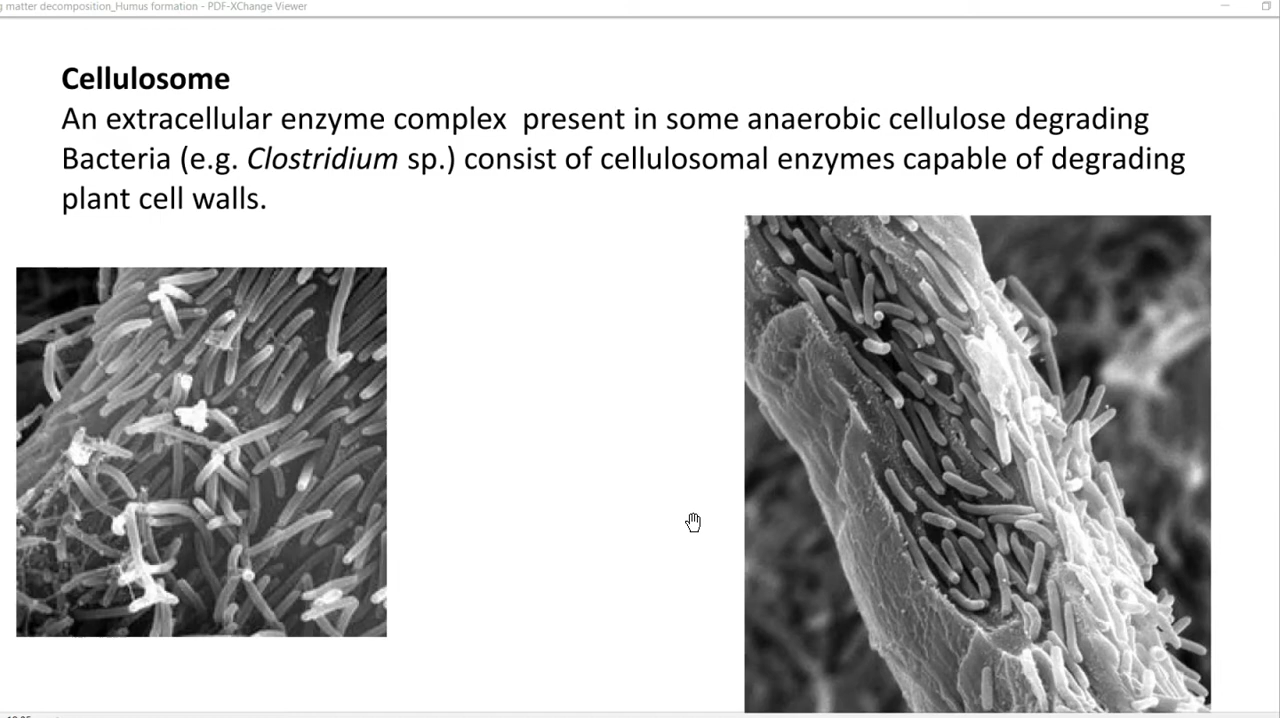 g matter decomposition_Humus formation - PDF-XChange Viewer
Cellulosome
An extracellular enzyme complex  present in some anaerobic cellulose degrading
Bacteria (e.g. Clostridium sp.) consist of cellulosomal enzymes capable of degrading
plant cell walls.